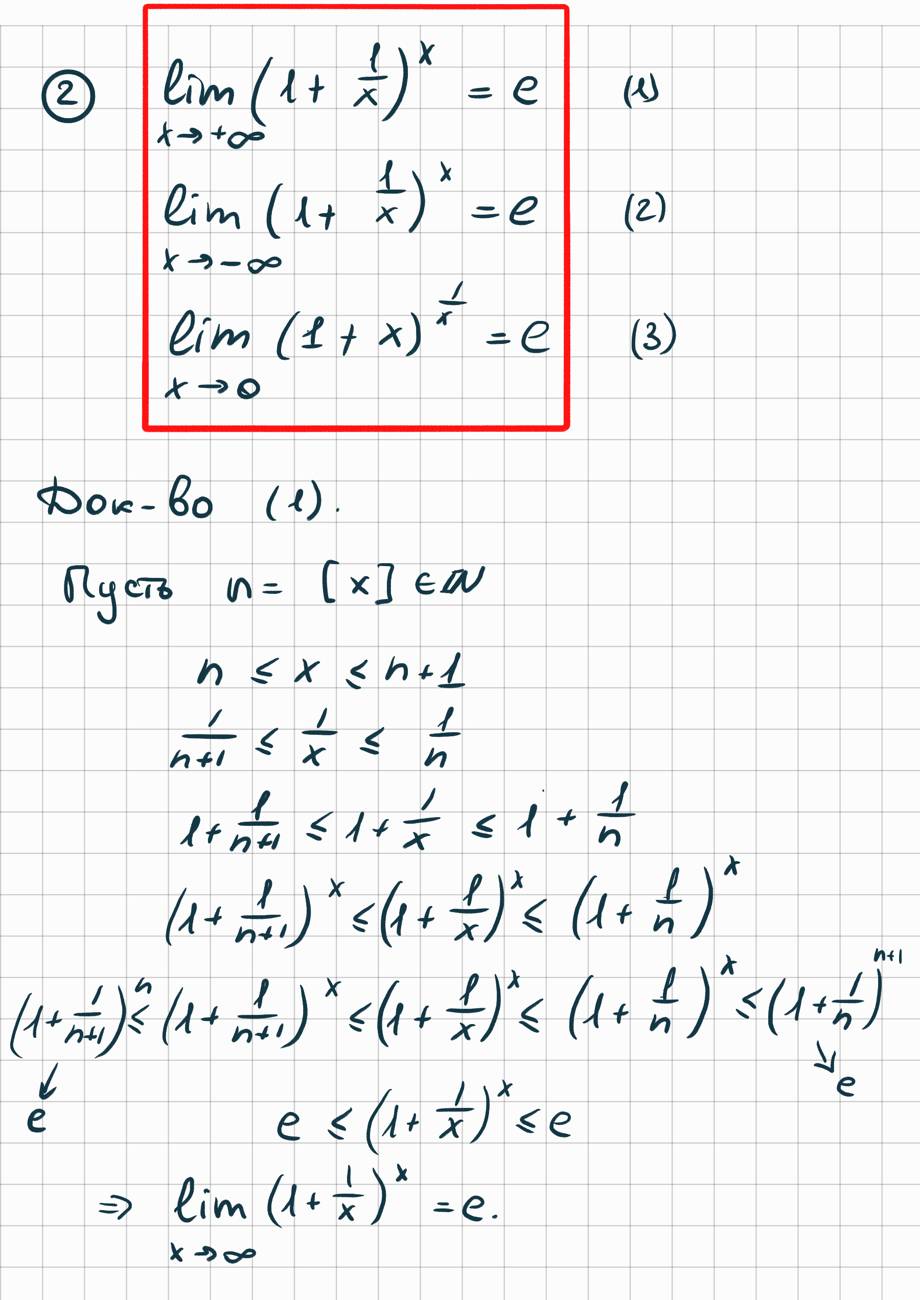 ② lim_{x→+∞} (1 + 1/x)^x = e (1)
lim_{x→-∞} (1 + 1/x)^x = e (2)
lim_{x→0} (1 + x)^{1/x} = e (3)
Док-во (1).
Пусть n = [x] ∈ ℕ
n ≤ x ≤ n+1
1/(n+1) ≤ 1/x ≤ 1/n
1 + 1/(n+1) ≤ 1 + 1/x ≤ 1 + 1/n
(1 + 1/(n+1))^x ≤ (1 + 1/x)^x ≤ (1 + 1/n)^x
(1 + 1/(n+1))^n ≤ (1 + 1/(n+1))^x ≤ (1 + 1/x)^x ≤ (1 + 1/n)^x ≤ (1 + 1/n)^{n+1}
↙ ↘
e e
e ≤ (1 + 1/x)^x ≤ e
⇒ lim_{x→∞} (1 + 1/x)^x = e.